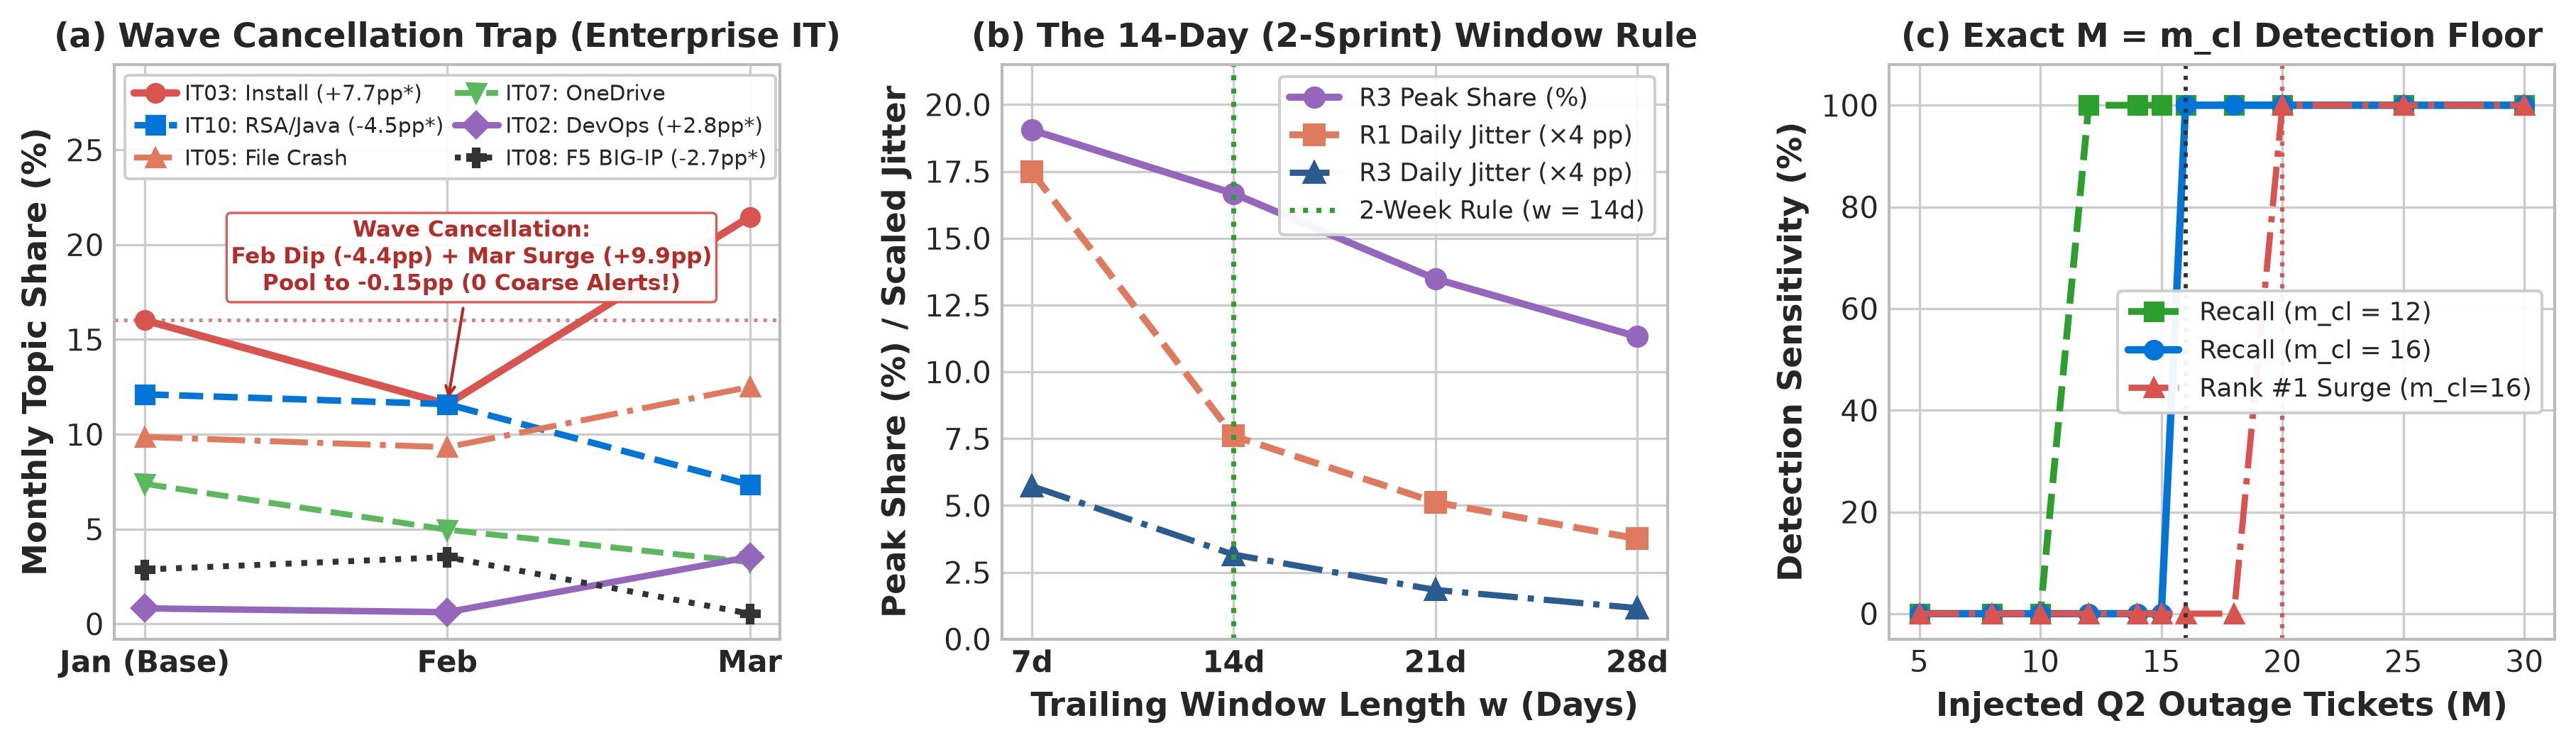 (a) Wave Cancellation Trap (Enterprise IT)
Monthly Topic Share (%)
25
20
15
10
5
0
IT03: Install (+7.7pp*)
IT10: RSA/Java (-4.5pp*)
IT05: File Crash
IT07: OneDrive
IT02: DevOps (+2.8pp*)
IT08: F5 BIG-IP (-2.7pp*)
Wave Cancellation:
Feb Dip (-4.4pp) + Mar Surge (+9.9pp)
Pool to -0.15pp (0 Coarse Alerts!)
Jan (Base)
Feb
Mar
(b) The 14-Day (2-Sprint) Window Rule
Peak Share (%) / Scaled Jitter
20.0
17.5
15.0
12.5
10.0
7.5
5.0
2.5
0.0
R3 Peak Share (%)
R1 Daily Jitter (×4 pp)
R3 Daily Jitter (×4 pp)
2-Week Rule (w = 14d)
7d
14d
21d
28d
Trailing Window Length w (Days)
(c) Exact M = m_cl Detection Floor
Detection Sensitivity (%)
100
80
60
40
20
0
Recall (m_cl = 12)
Recall (m_cl = 16)
Rank #1 Surge (m_cl=16)
5
10
15
20
25
30
Injected Q2 Outage Tickets (M)